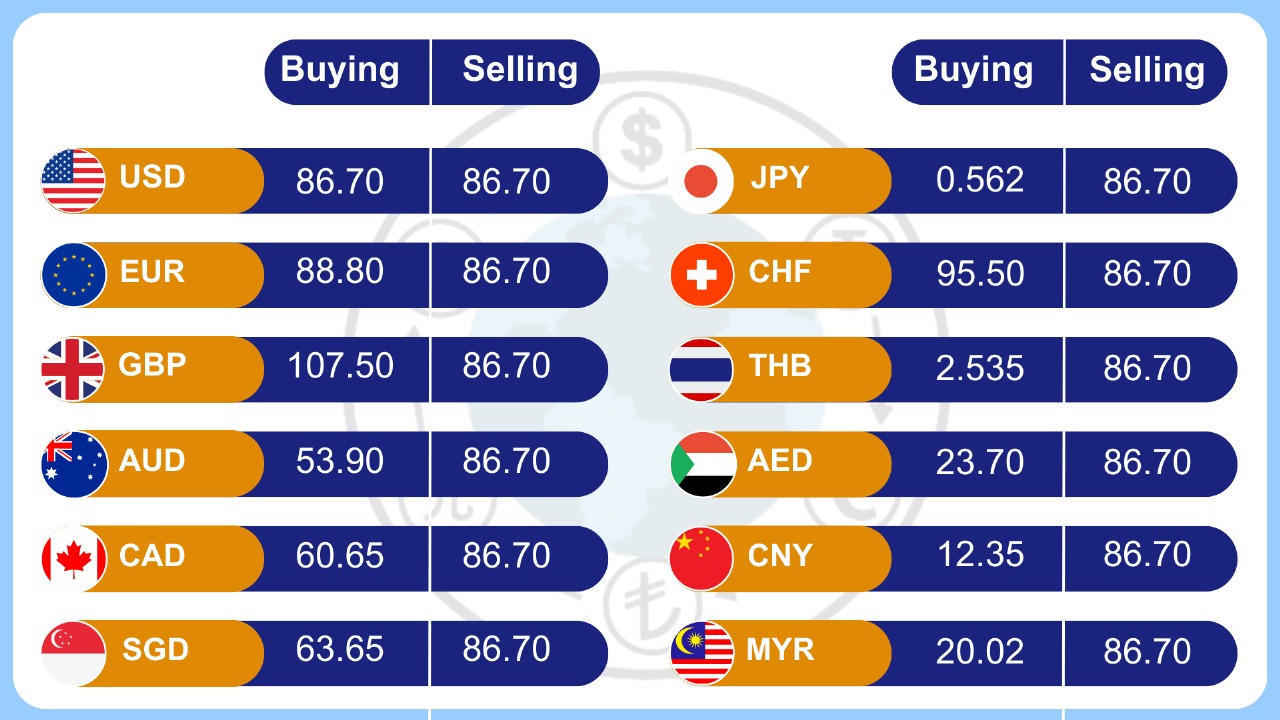 Buying Selling
USD 86.70 86.70
EUR 88.80 86.70
GBP 107.50 86.70
AUD 53.90 86.70
CAD 60.65 86.70
SGD 63.65 86.70
Buying Selling
JPY 0.562 86.70
CHF 95.50 86.70
THB 2.535 86.70
AED 23.70 86.70
CNY 12.35 86.70
MYR 20.02 86.70